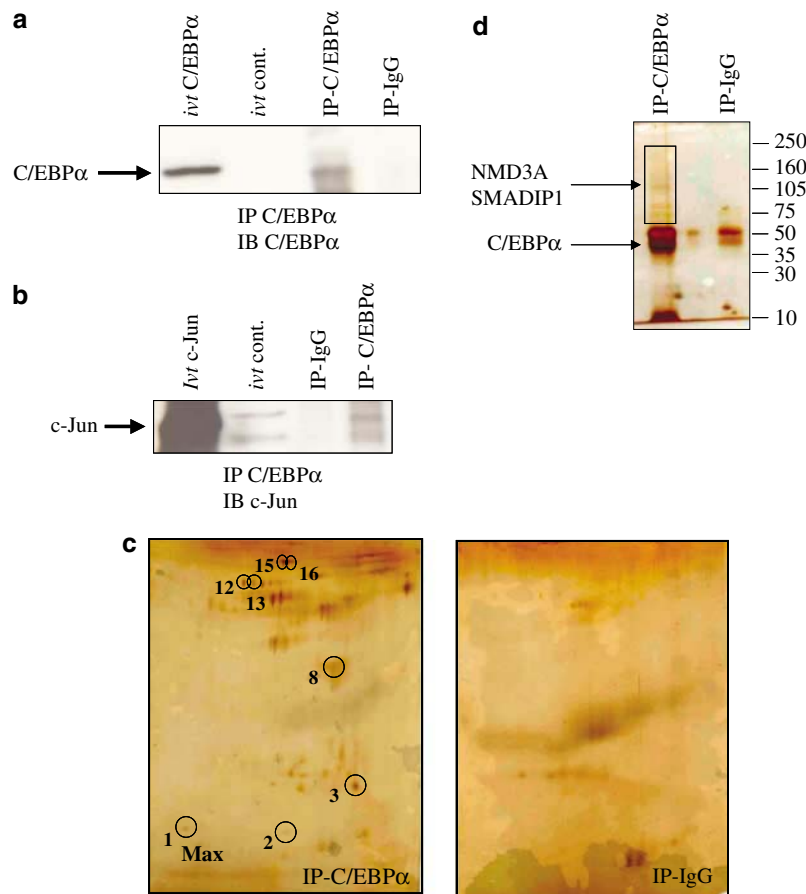 a
ivt C/EBPα
ivt cont.
IP-C/EBPα
IP-IgG
C/EBPα
IP C/EBPα
IB C/EBPα
b
Ivt c-Jun
ivt cont.
IP-IgG
IP- C/EBPα
c-Jun
IP C/EBPα
IB c-Jun
c
15
16
12
13
8
3
1
Max
2
IP-C/EBPα
IP-IgG
d
IP-C/EBPα
IP-IgG
NMD3A
SMADIP1
C/EBPα
250
160
105
75
50
35
30
10